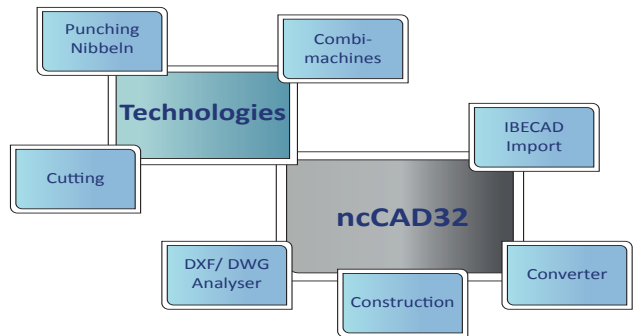 Punching
Nibbeln
Combi-
machines
Technologies
Cutting
IBECAD
Import
ncCAD32
DXF/ DWG
Analyser
Construction
Converter